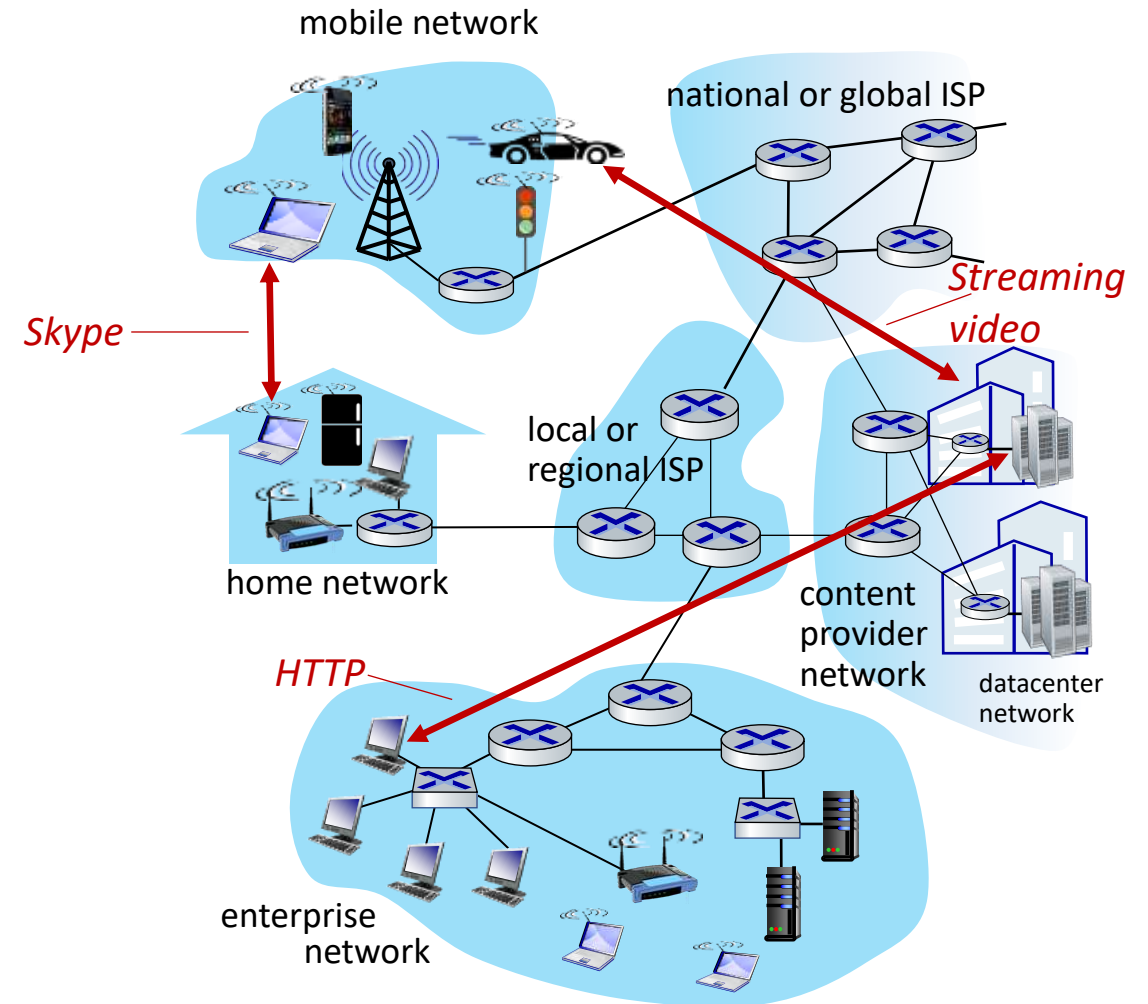 mobile network
national or global ISP
Streaming
video
Skype
local or
regional ISP
home network
content
provider
network
datacenter
network
HTTP
enterprise
network